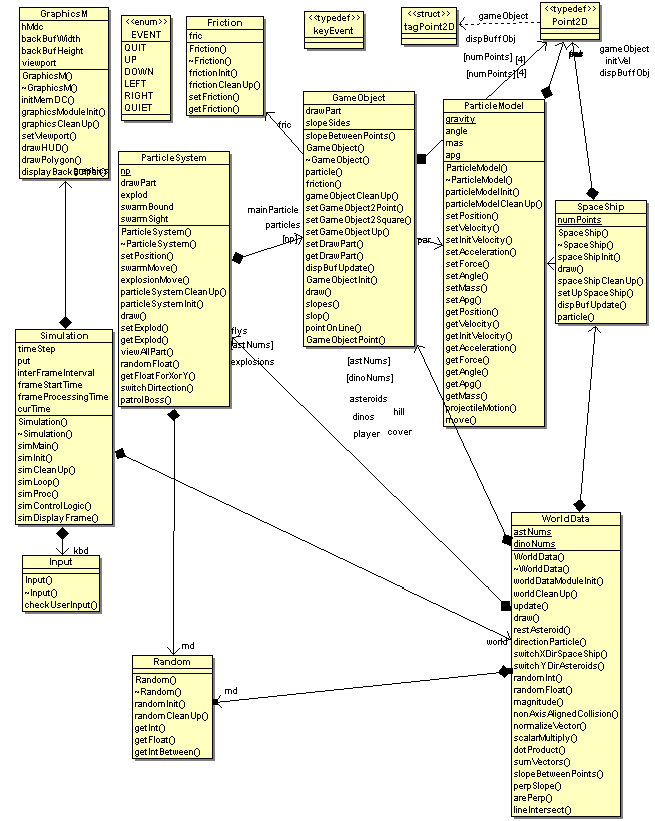 GraphicsM
hMdc
backBufWidth
backBufHeight
viewport
GraphicsM()
~GraphicsM()
initMemDC()
graphicsModuleInit()
graphicsCleanUp()
setViewport()
drawHUD()
drawPolygon()
<<enum>>
EVENT
QUIT
UP
DOWN
LEFT
RIGHT
QUIET
Friction
fric
Friction()
~Friction()
frictionInit()
frictionCleanUp()
setFriction()
getFriction()
<<typedef>>
keyEvent
<<struct>>
tagPoint2D
<<typedef>>
Point2D
gameObject
dispBuffObj
[numPoints] [4]
[numPoints][4]
gameObject
initVel
dispBuffObj
ParticleSystem
np
drawPart
explod
swarmBound
swarmSight
ParticleSystem()
~ParticleSystem()
setPosition()
swarmMove()
explosionMove()
particleSystemCleanUp()
particleSystemInit()
draw()
setExplod()
getExplod()
viewAllPart()
randomFloat()
getFloatForXorY()
switchDirtection()
patrolBoss()
fric
mainParticle
particles
[np]
GameObject
drawPart
slopeSides
slopeBetweenPoints()
GameObject()
~GameObject()
particle()
friction()
gameObjectCleanUp()
setGameObject2Point()
setGameObject2Square()
setGameObjectUp()
setDrawPart()
getDrawPart()
dispBufUpdate()
GameObjectInit()
draw()
slopes()
slop()
pointOnLine()
GameObjectPoint()
par
ParticleModel
gravity
angle
mas
apg
ParticleModel()
~ParticleModel()
particleModelInit()
particleModelCleanUp()
setPosition()
setVelocity()
setInitVelocity()
setAcceleration()
setForce()
setAngle()
setMass()
setApg()
getPosition()
getVelocity()
getInitVelocity()
getAcceleration()
getForce()
getAngle()
getApg()
getMass()
projectileMotion()
move()
SpaceShip
numPoints
SpaceShip()
~SpaceShip()
spaceShipInit()
draw()
spaceShipCleanUp()
setUpSpaceShip()
dispBufUpdate()
particle()
Simulation
timeStep
put
interFrameInterval
frameStartTime
frameProcessingTime
curTime
Simulation()
~Simulation()
simMain()
simInit()
simCleanUp()
simLoop()
simProc()
simControlLogic()
simDisplayFrame()
flys
[astNums]
explosions
[astNums]
[dinoNums]
asteroids
dinos hill
player cover
kbd
Input
Input()
~Input()
checkUserInput()
world
rnd
rnd
Random
Random()
~Random()
randomInit()
randomCleanUp()
getInt()
getFloat()
getIntBetween()
WorldData
astNums
dinoNums
WorldData()
~WorldData()
worldDataModuleInit()
worldCleanUp()
update()
draw()
restAsteroid()
directionParticle()
switchXDirSpaceShip()
switchYDirAsteroids()
randomInt()
randomFloat()
magnitude()
nonAxisAlignedCollision()
normalizeVector()
scalarMultiply()
dotProduct()
sumVectors()
slopeBetweenPoints()
perpSlope()
arePerp()
lineIntersect()